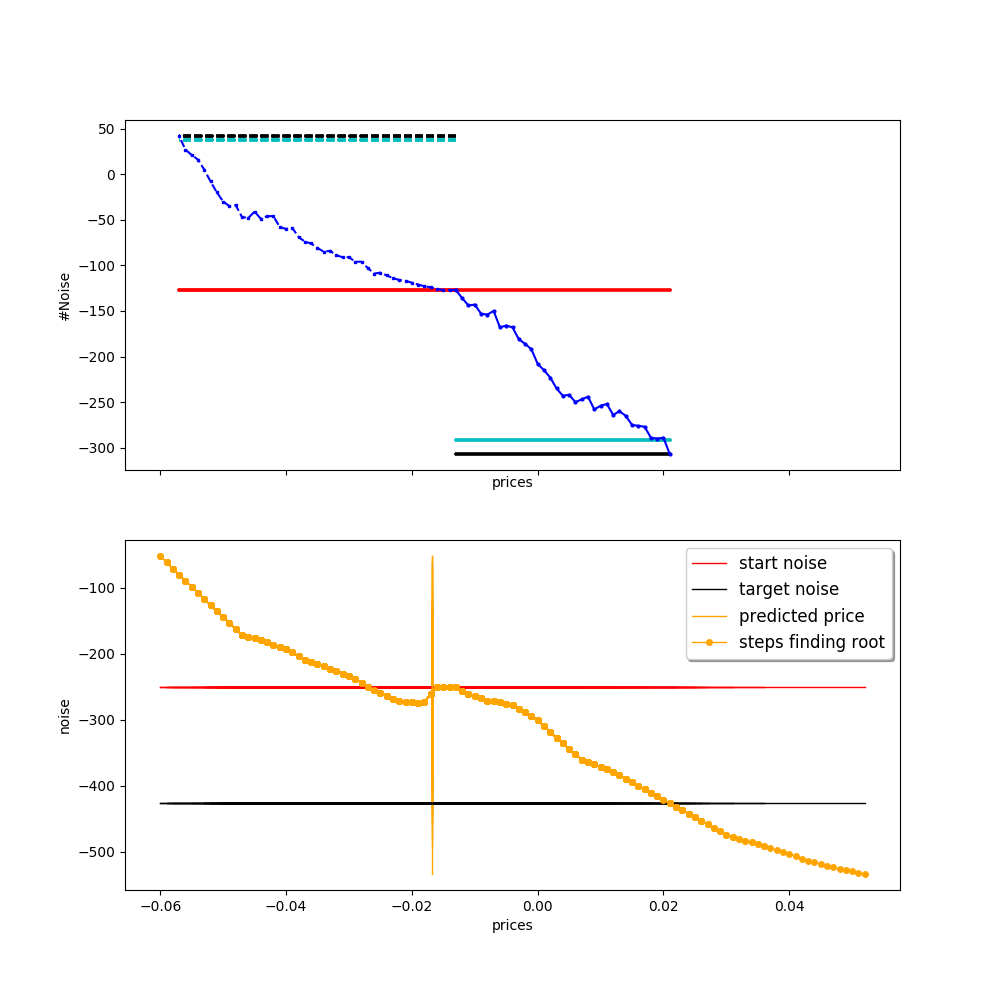 50
0
−50
−100
−150
−200
−250
−300
#Noise
prices
start noise
target noise
predicted price
steps finding root
−100
−200
−300
−400
−500
noise
−0.06 −0.04 −0.02 0.00 0.02 0.04
prices